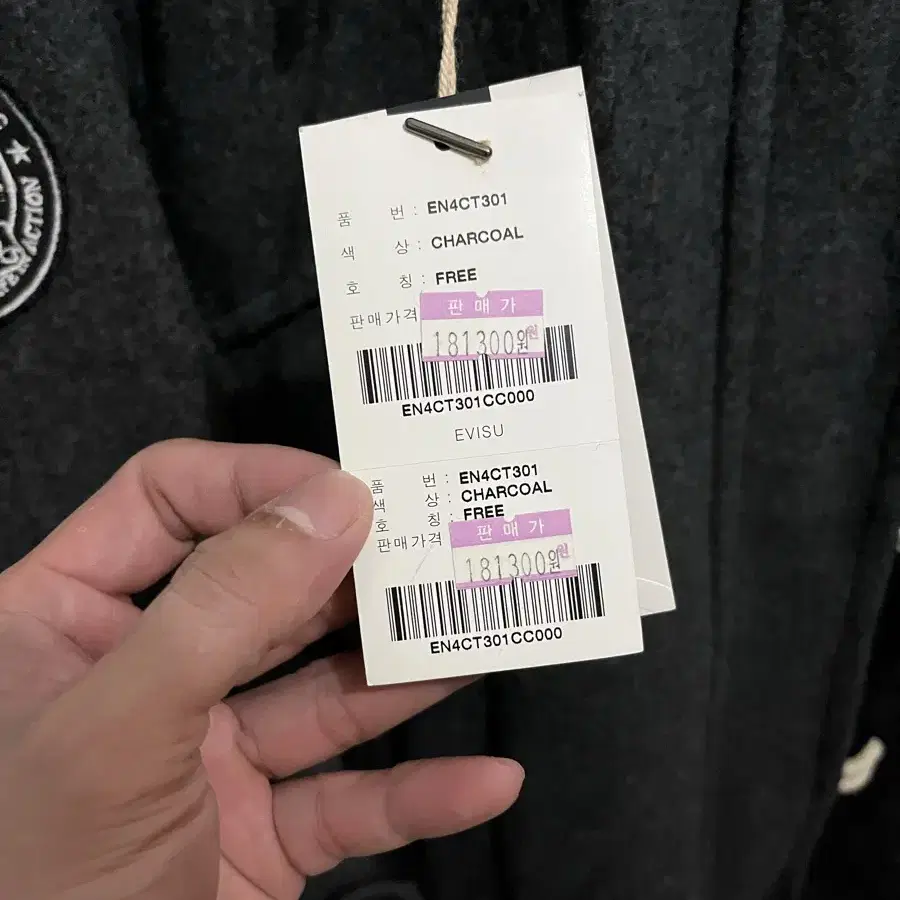 품 번 : EN4CT301
색 상 : CHARCOAL
호 칭 : FREE
판매가격
판매가
181300원
EN4CT301CC000
EVISU
품 번 : EN4CT301
색 상 : CHARCOAL
호 칭 : FREE
판매가격
판매가
181300원
EN4CT301CC000